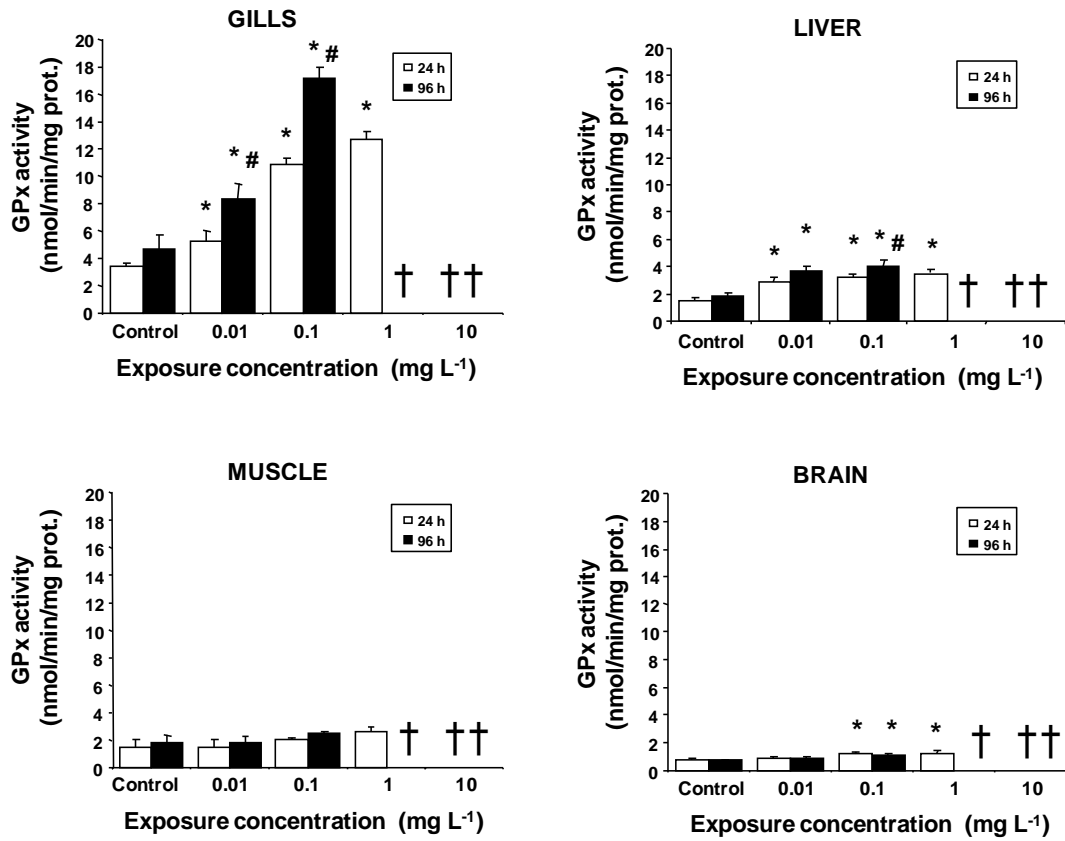 GILLS
GPx activity
(nmol/min/mg prot.)
20
18
16
14
12
10
8
6
4
2
0
24 h
96 h
* # * # * * *
† ††
Control 0.01 0.1 1 10
Exposure concentration (mg L-1)
LIVER
GPx activity
(nmol/min/mg prot.)
20
18
16
14
12
10
8
6
4
2
0
24 h
96 h
* * * * # *
† ††
Control 0.01 0.1 1 10
Exposure concentration (mg L-1)
MUSCLE
GPx activity
(nmol/min/mg prot.)
20
18
16
14
12
10
8
6
4
2
0
24 h
96 h
† ††
Control 0.01 0.1 1 10
Exposure concentration (mg L-1)
BRAIN
GPx activity
(nmol/min/mg prot.)
20
18
16
14
12
10
8
6
4
2
0
24 h
96 h
* * *
† ††
Control 0.01 0.1 1 10
Exposure concentration (mg L-1)